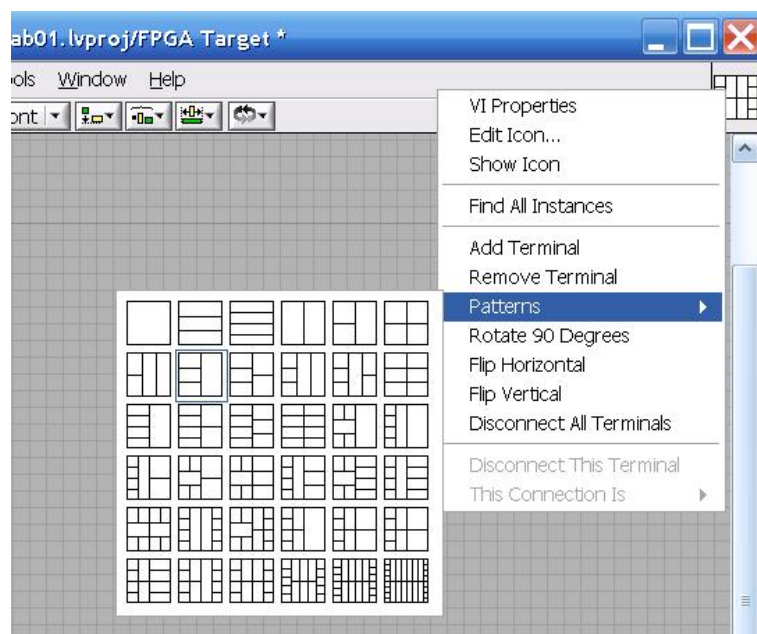 ab01.lvproj/FPGA Target *
ols Window Help
ont
VI Properties
Edit Icon...
Show Icon
Find All Instances
Add Terminal
Remove Terminal
Patterns
Rotate 90 Degrees
Flip Horizontal
Flip Vertical
Disconnect All Terminals
Disconnect This Terminal
This Connection Is